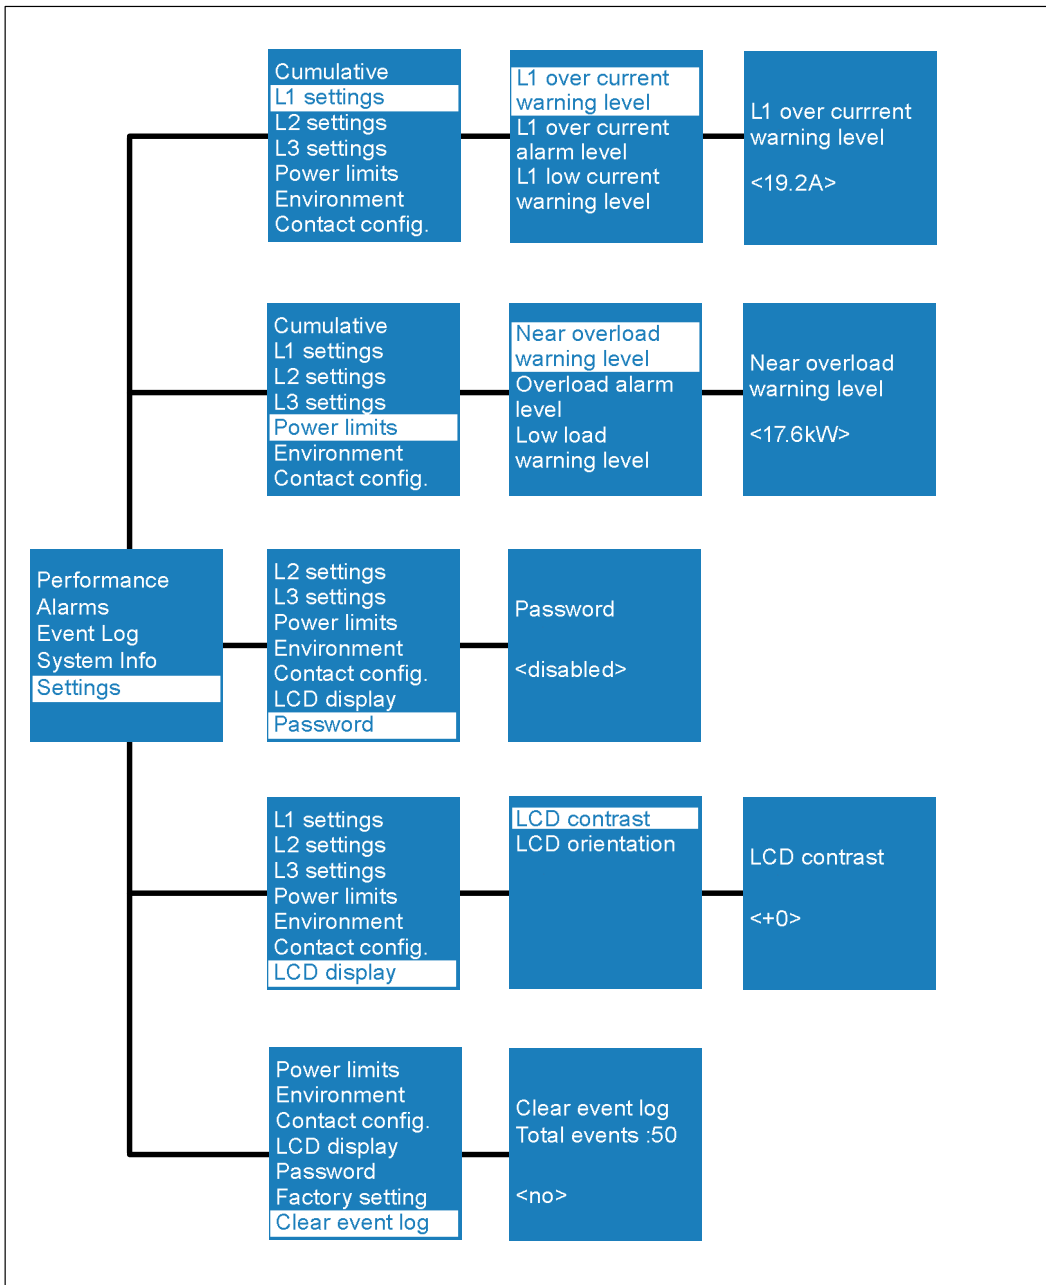 Cumulative
L1 settings
L2 settings
L3 settings
Power limits
Environment
Contact config.
L1 over current
warning level
L1 over current
alarm level
L1 low current
warning level
L1 over currrent
warning level
<19.2A>
Cumulative
L1 settings
L2 settings
L3 settings
Power limits
Environment
Contact config.
Near overload
warning level
Overload alarm
level
Low load
warning level
Near overload
warning level
<17.6kW>
Performance
Alarms
Event Log
System Info
Settings
L2 settings
L3 settings
Power limits
Environment
Contact config.
LCD display
Password
Password
<disabled>
L1 settings
L2 settings
L3 settings
Power limits
Environment
Contact config.
LCD display
LCD contrast
LCD orientation
LCD contrast
<+0>
Power limits
Environment
Contact config.
LCD display
Password
Factory setting
Clear event log
Clear event log
Total events :50
<no>